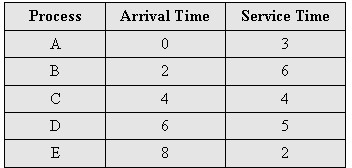 Process Arrival Time Service Time
A 0 3
B 2 6
C 4 4
D 6 5
E 8 2